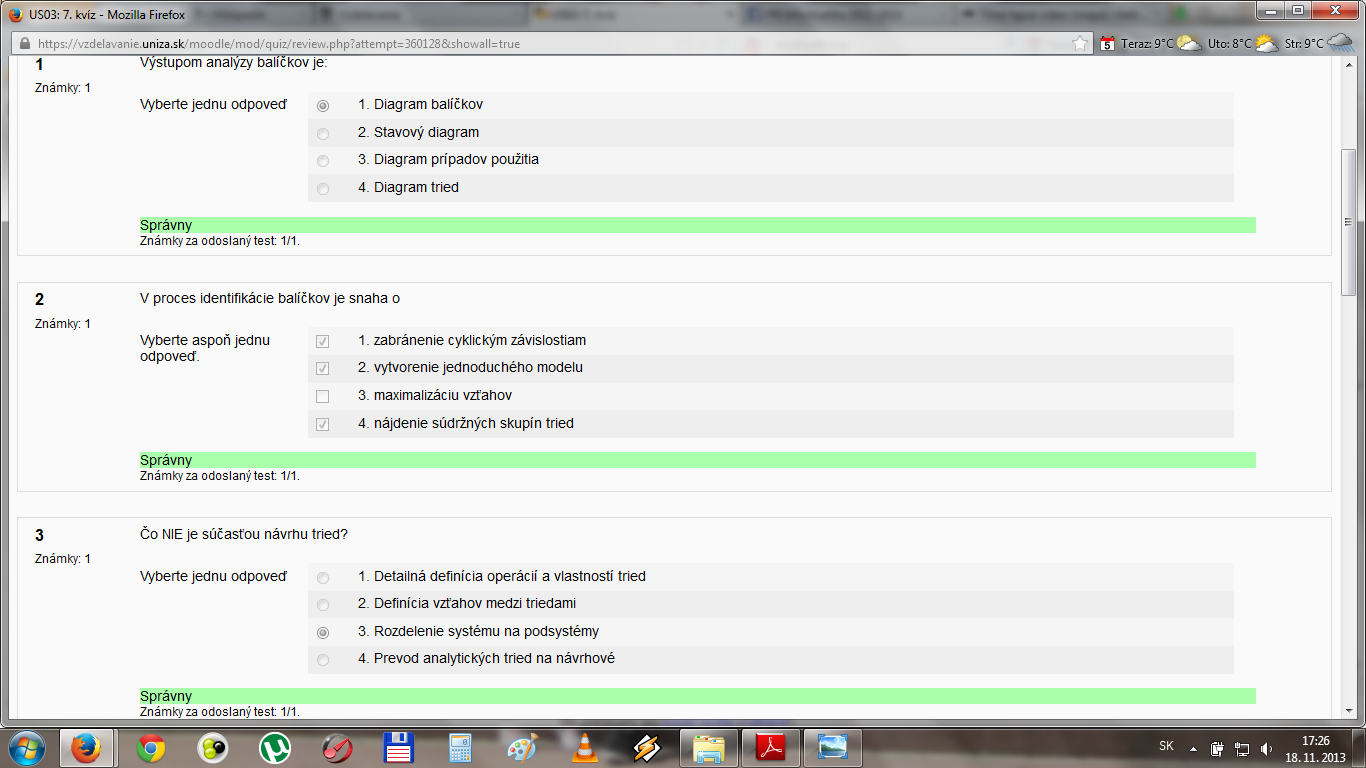 US03: 7. kvíz - Mozilla Firefox
https://vzdelavanie.uniza.sk/moodle/mod/quiz/review.php?attempt=360128&showall=true
5 Teraz: 9°C Uto: 8°C Str: 9°C
1 Výstupom analýzy balíčkov je:
Známky: 1
Vyberte jednu odpoveď
1. Diagram balíčkov
2. Stavový diagram
3. Diagram prípadov použitia
4. Diagram tried
Správny
Známky za odoslaný test: 1/1.
2 V proces identifikácie balíčkov je snaha o
Známky: 1
Vyberte aspoň jednu
odpoveď.
1. zabránenie cyklickým závislostiam
2. vytvorenie jednoduchého modelu
3. maximalizáciu vzťahov
4. nájdenie súdržných skupín tried
Správny
Známky za odoslaný test: 1/1.
3 Čo NIE je súčasťou návrhu tried?
Známky: 1
Vyberte jednu odpoveď
1. Detailná definícia operácií a vlastností tried
2. Definícia vzťahov medzi triedami
3. Rozdelenie systému na podsystémy
4. Prevod analytických tried na návrhové
Správny
Známky za odoslaný test: 1/1.
SK
17:26
18. 11. 2013